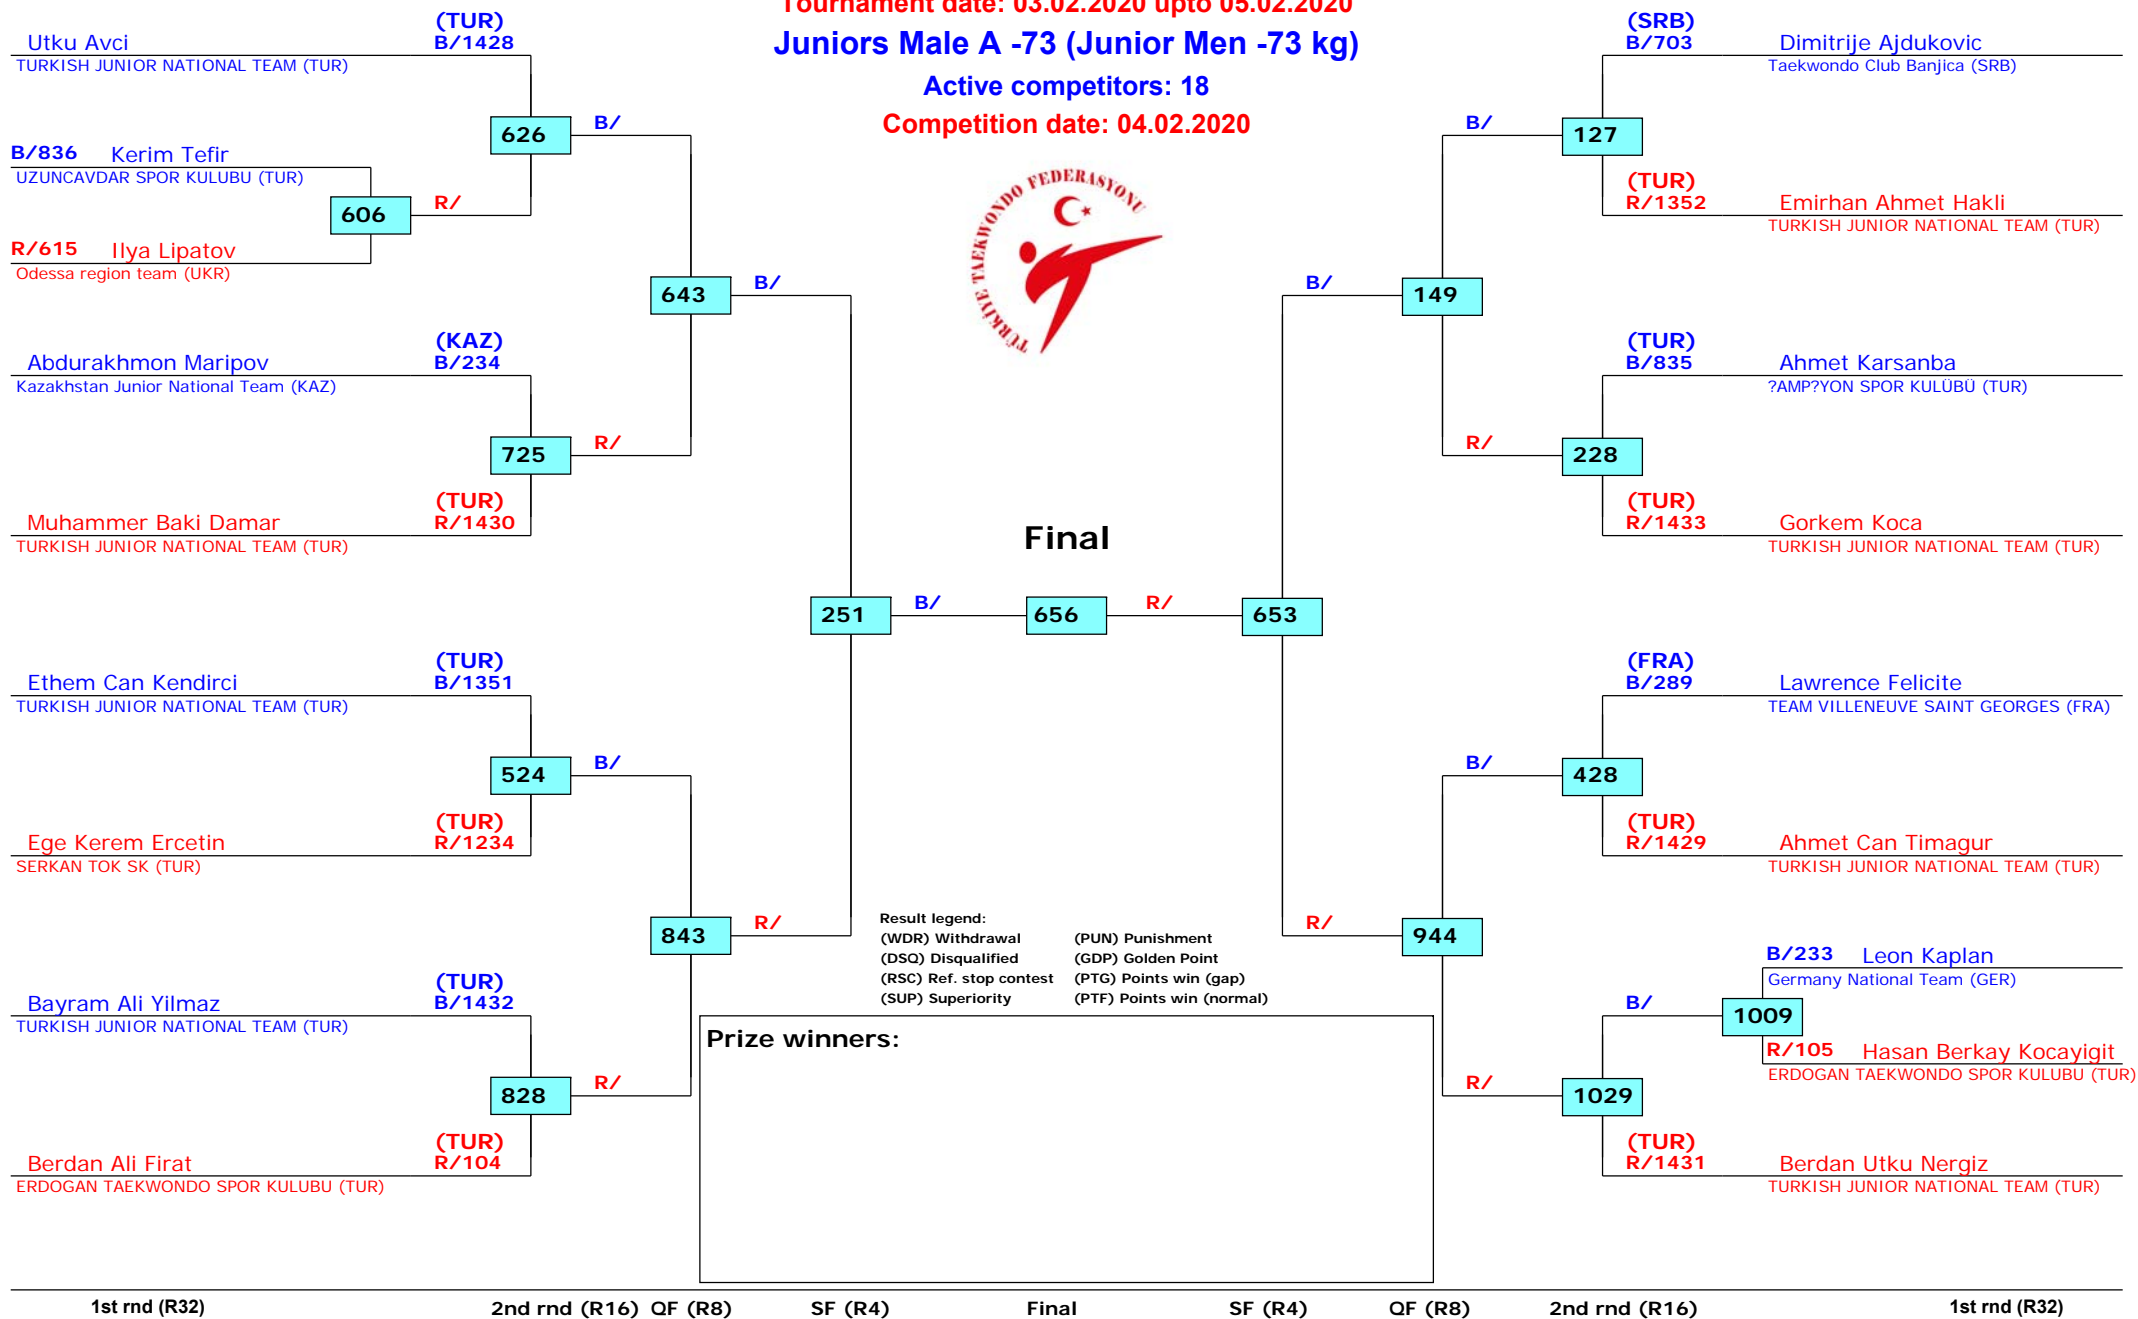 Tournament date: 03.02.2020 upto 05.02.2020
Juniors Male A -73 (Junior Men -73 kg)
Active competitors: 18
Competition date: 04.02.2020
TÜRKİYE TAEKWONDO FEDERASYONU
Utku Avci
(TUR)
B/1428
TURKISH JUNIOR NATIONAL TEAM (TUR)
626
B/
B/836 Kerim Tefir
UZUNCAVDAR SPOR KULUBU (TUR)
606
R/
R/615 Ilya Lipatov
Odessa region team (UKR)
643
B/
Abdurakhmon Maripov
(KAZ)
B/234
Kazakhstan Junior National Team (KAZ)
725
R/
Muhammer Baki Damar
(TUR)
R/1430
TURKISH JUNIOR NATIONAL TEAM (TUR)
251
B/
Ethem Can Kendirci
(TUR)
B/1351
TURKISH JUNIOR NATIONAL TEAM (TUR)
524
B/
Ege Kerem Ercetin
(TUR)
R/1234
SERKAN TOK SK (TUR)
843
R/
Bayram Ali Yilmaz
(TUR)
B/1432
TURKISH JUNIOR NATIONAL TEAM (TUR)
828
R/
Berdan Ali Firat
(TUR)
R/104
ERDOGAN TAEKWONDO SPOR KULUBU (TUR)
Final
656
R/
653
(SRB)
B/703
Dimitrije Ajdukovic
Taekwondo Club Banjica (SRB)
B/
127
(TUR)
R/1352
Emirhan Ahmet Hakli
TURKISH JUNIOR NATIONAL TEAM (TUR)
B/
149
(TUR)
B/835
Ahmet Karsanba
?AMP?YON SPOR KULÜBÜ (TUR)
R/
228
(TUR)
R/1433
Gorkem Koca
TURKISH JUNIOR NATIONAL TEAM (TUR)
(FRA)
B/289
Lawrence Felicite
TEAM VILLENEUVE SAINT GEORGES (FRA)
B/
428
(TUR)
R/1429
Ahmet Can Timagur
TURKISH JUNIOR NATIONAL TEAM (TUR)
R/
944
B/233 Leon Kaplan
Germany National Team (GER)
B/
1009
R/105 Hasan Berkay Kocayigit
ERDOGAN TAEKWONDO SPOR KULUBU (TUR)
R/
1029
(TUR)
R/1431
Berdan Utku Nergiz
TURKISH JUNIOR NATIONAL TEAM (TUR)
Result legend:
(WDR) Withdrawal (PUN) Punishment
(DSQ) Disqualified (GDP) Golden Point
(RSC) Ref. stop contest (PTG) Points win (gap)
(SUP) Superiority (PTF) Points win (normal)
Prize winners:
1st rnd (R32) 2nd rnd (R16) QF (R8) SF (R4) Final SF (R4) QF (R8) 2nd rnd (R16) 1st rnd (R32)